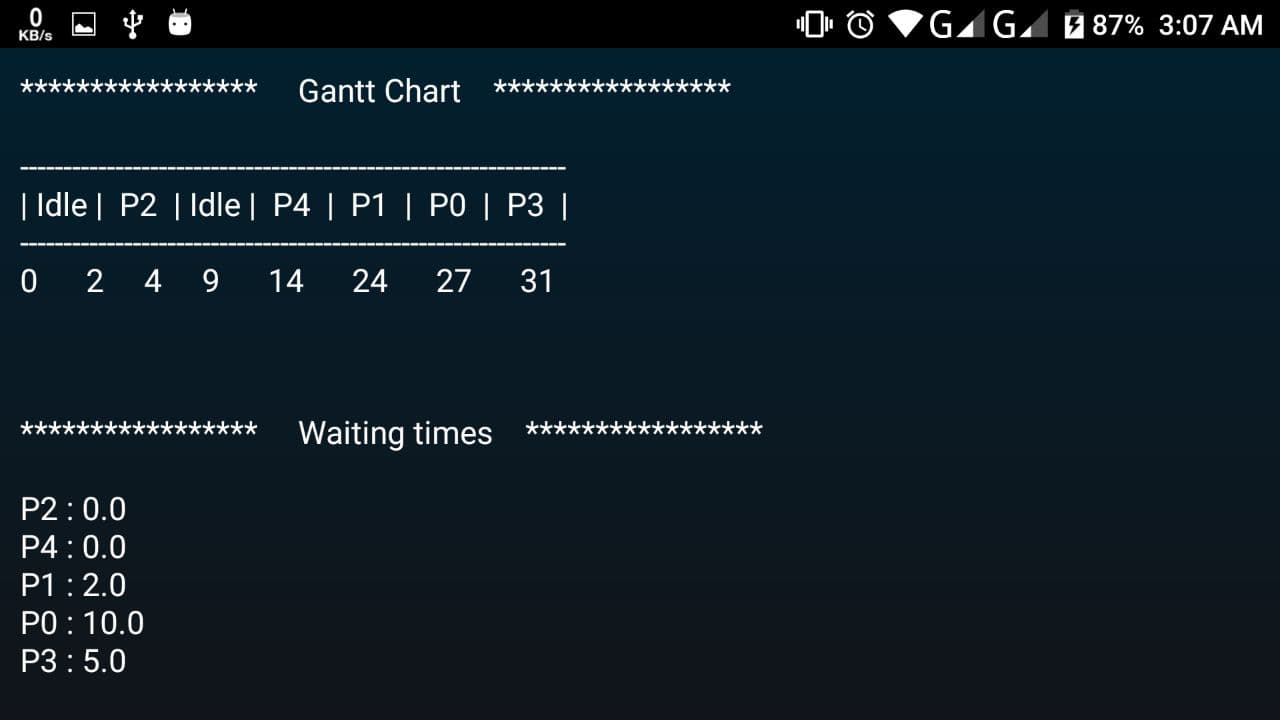 0 KB/s G G 87% 3:07 AM
***************** Gantt Chart *****************
---------------------------------------------------------------
| Idle | P2 | Idle | P4 | P1 | P0 | P3 |
---------------------------------------------------------------
0 2 4 9 14 24 27 31
***************** Waiting times *****************
P2 : 0.0
P4 : 0.0
P1 : 2.0
P0 : 10.0
P3 : 5.0